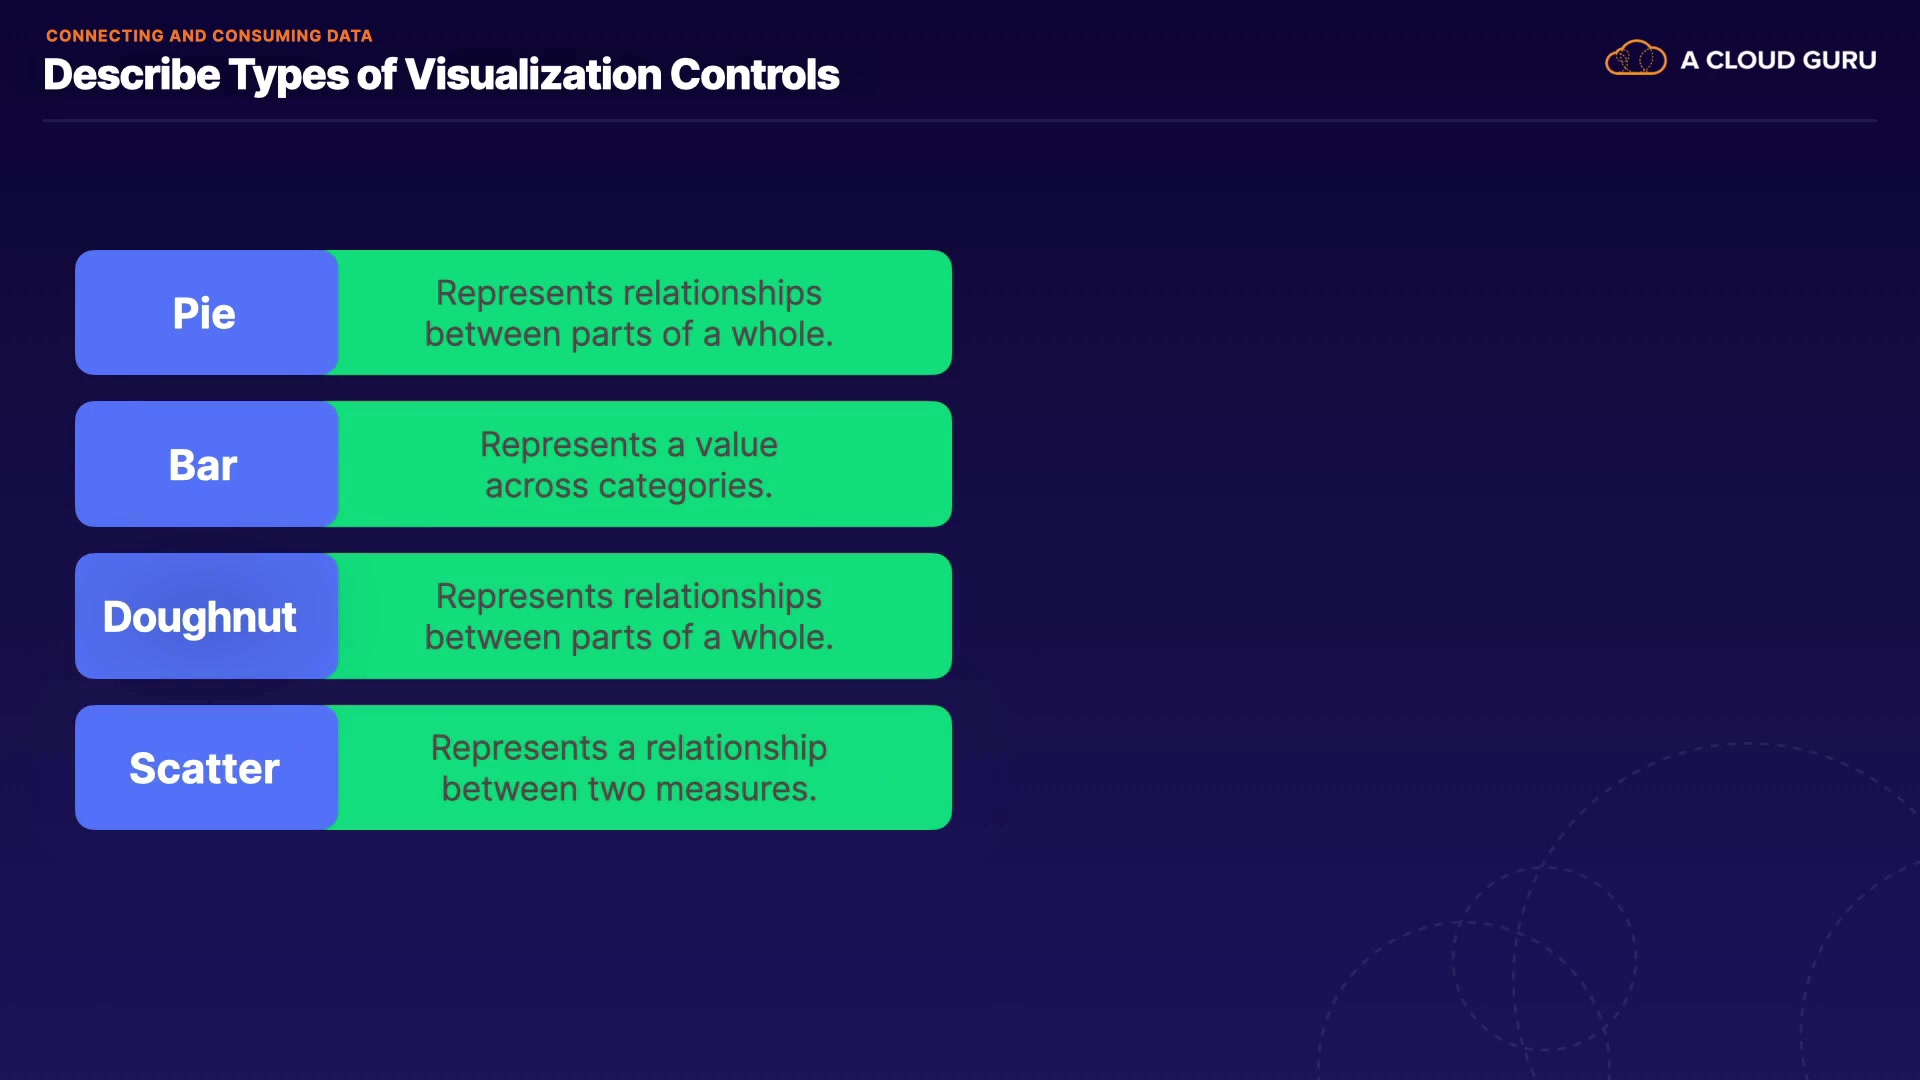 CONNECTING AND CONSUMING DATA
Describe Types of Visualization Controls
A CLOUD GURU
Pie
Represents relationships
between parts of a whole.
Bar
Represents a value
across categories.
Doughnut
Represents relationships
between parts of a whole.
Scatter
Represents a relationship
between two measures.